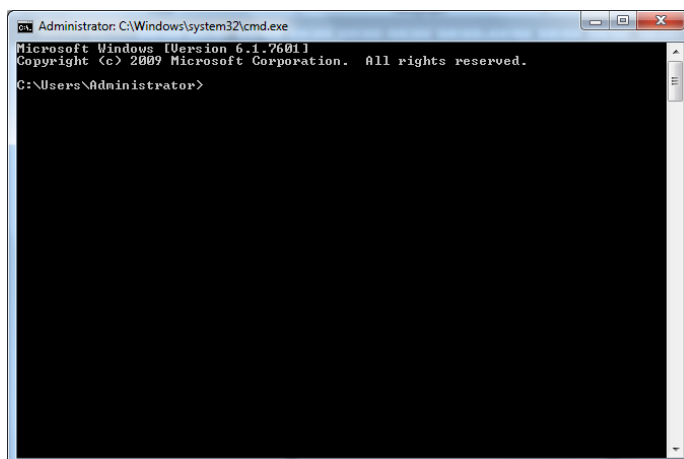 Administrator: C:\Windows\system32\cmd.exe
Microsoft Windows [Version 6.1.7601]
Copyright (c) 2009 Microsoft Corporation.  All rights reserved.
C:\Users\Administrator>